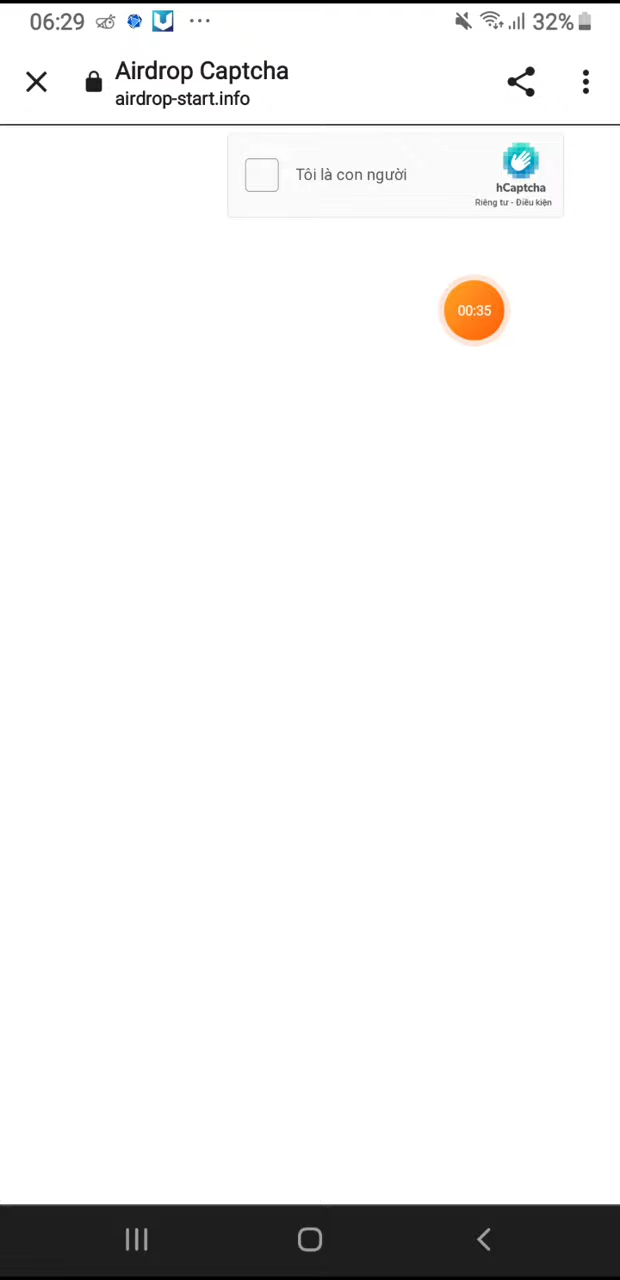 06:29
32%
Airdrop Captcha
airdrop-start.info
Tôi là con người
hCaptcha
Riêng tư - Điều kiện
00:35